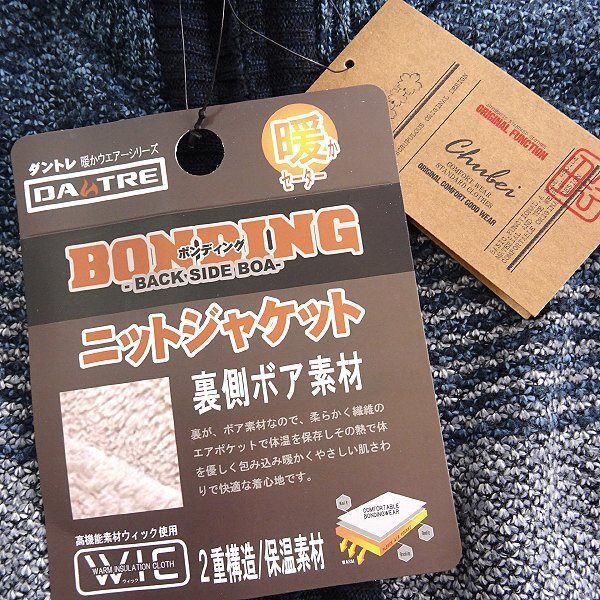 ダントレ 暖かウエアーシリーズ
DANTRE
暖か
セーター
BONDING
ボンディング
- BACK SIDE BOA-
ニットジャケット
裏側ボア素材
裏が、ボア素材なので、柔らかく繊維の
エアポケットで体温を保存しその熱で体
を優しく包み込み暖かくやさしい肌さわ
りで快適な着心地です。
高機能素材ウィック使用
WIC
WARM INSULATION CLOTH
ウィック
2重構造/保温素材
COMFORTABLE
BONDINGWEAR
WARM
ORIGINAL FUNCTION
Chubei
COMFORT WEAR
STANDARD CLOTHES
ORIGINAL COMFORT GOOD WEAR